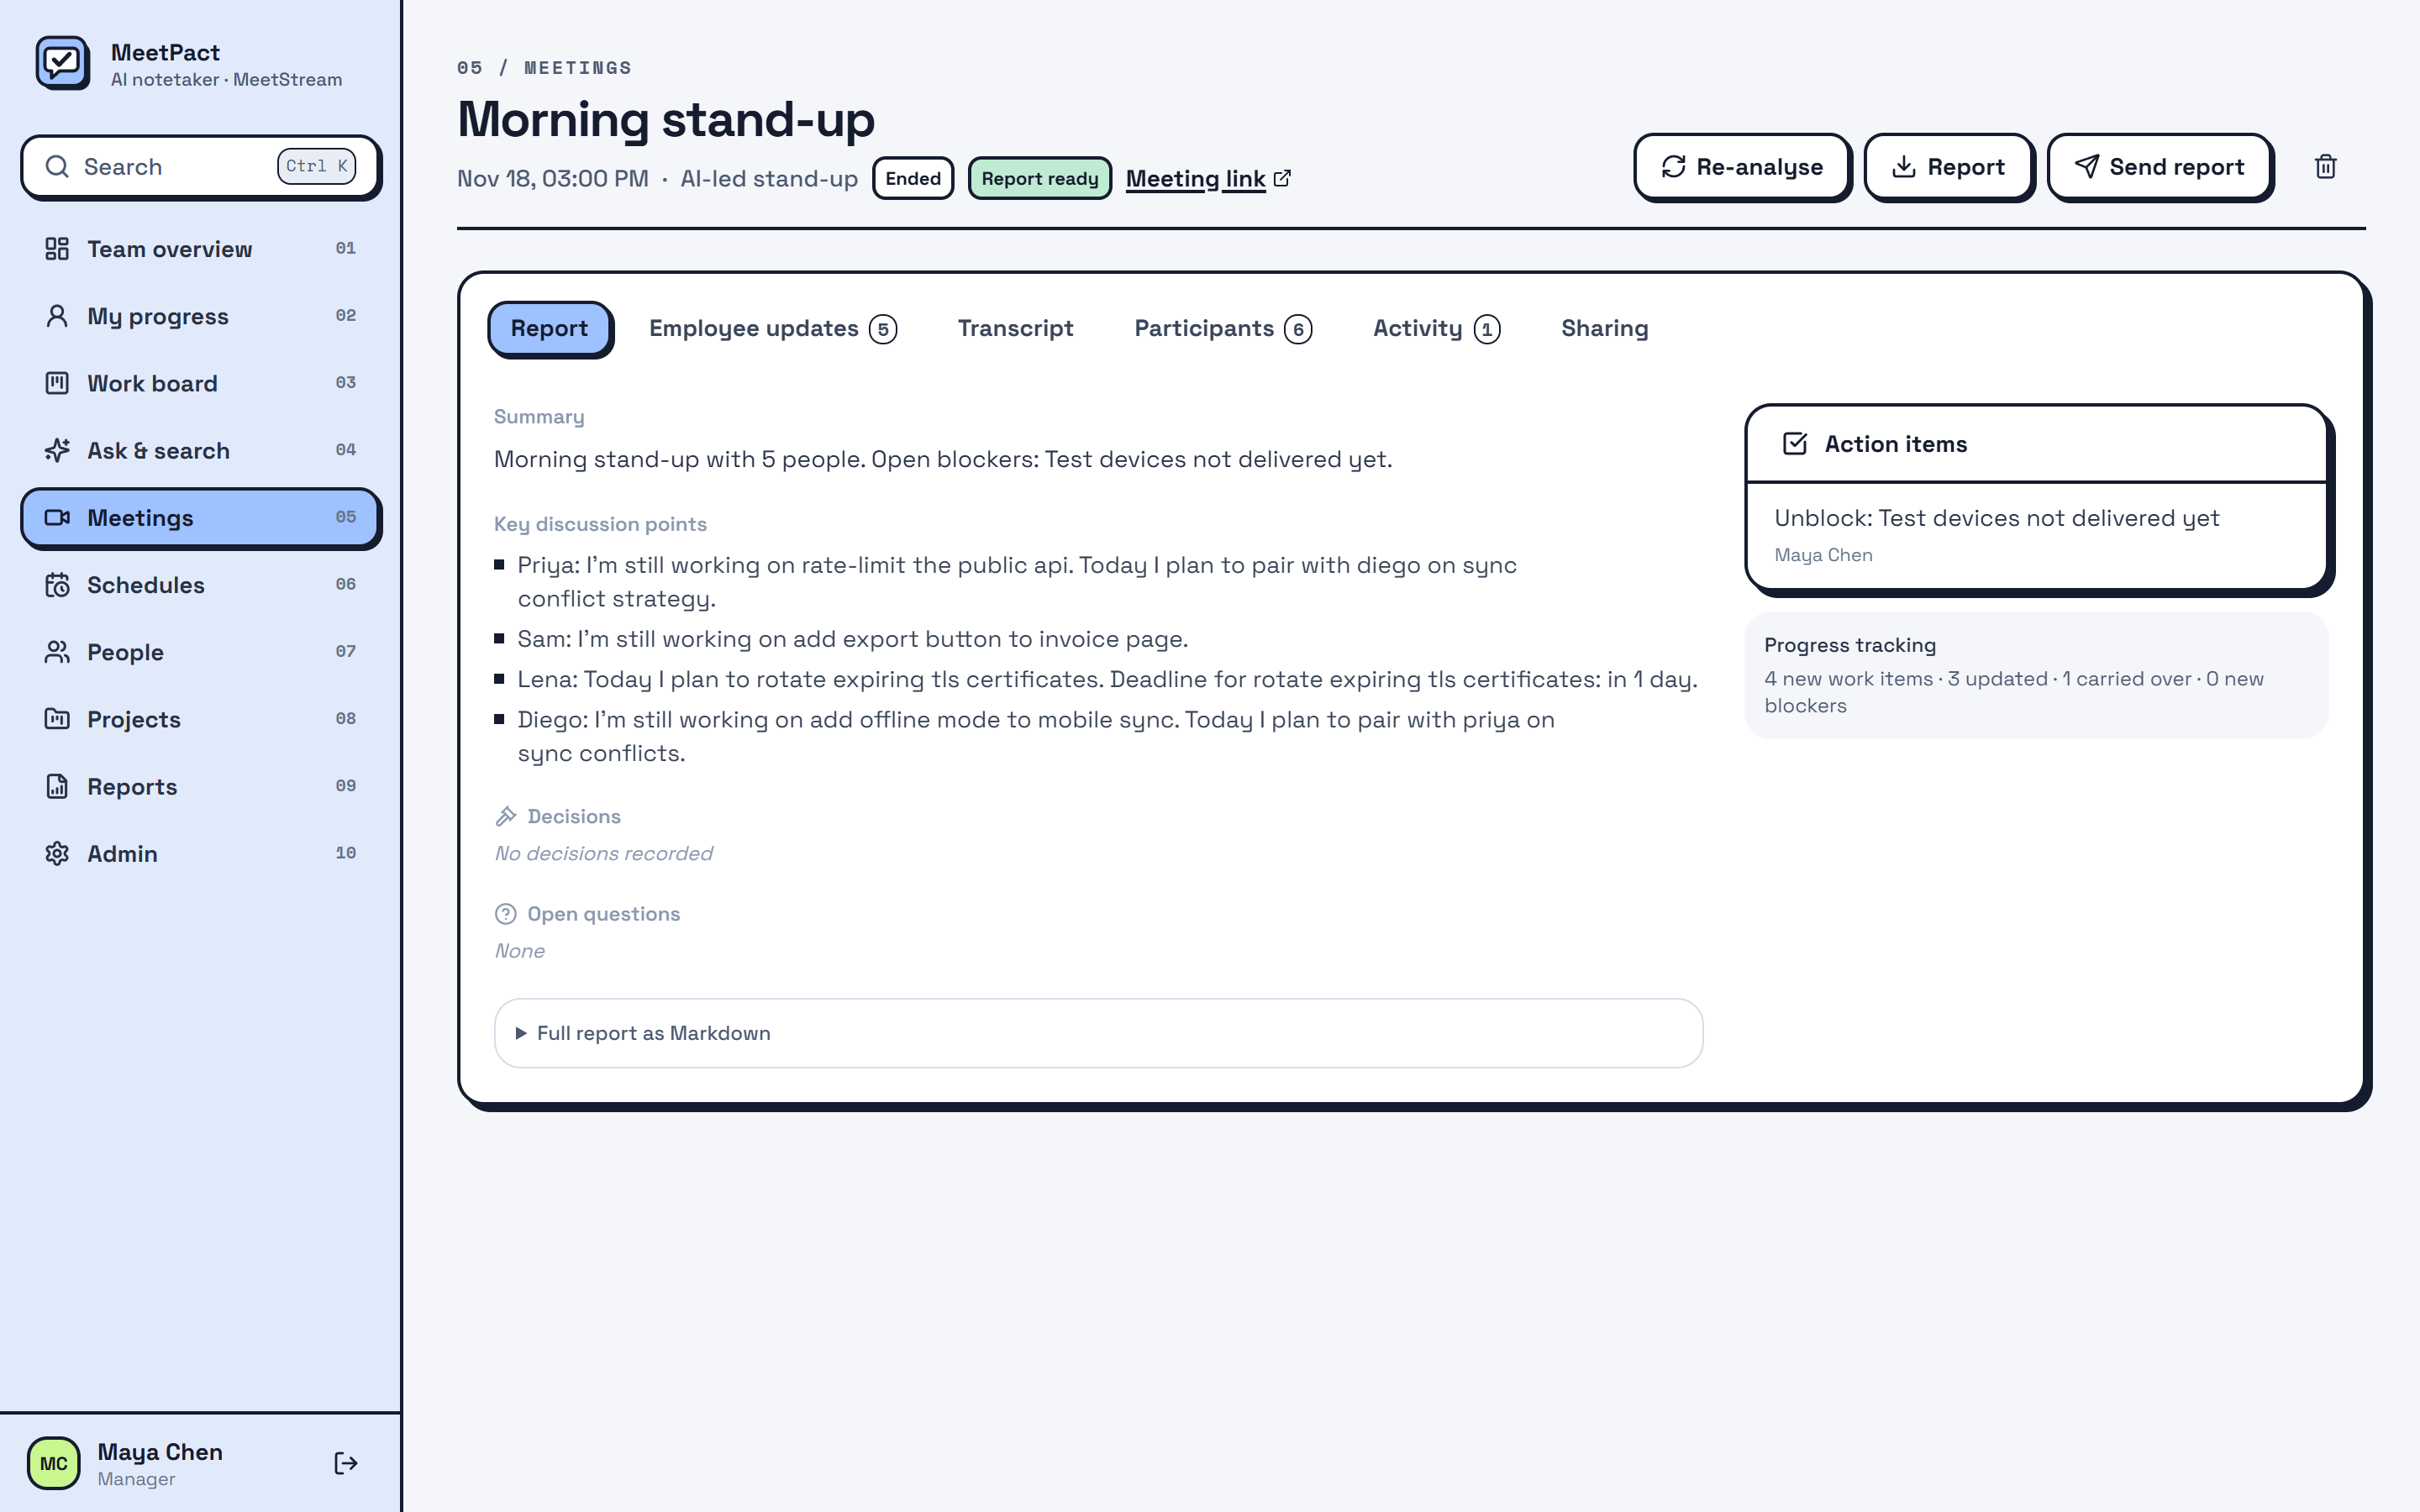 MeetPact
AI notetaker · MeetStream
Search
Ctrl K
Team overview 01
My progress 02
Work board 03
Ask & search 04
Meetings 05
Schedules 06
People 07
Projects 08
Reports 09
Admin 10
MC
Maya Chen
Manager
05 / MEETINGS
Morning stand-up
Nov 18, 03:00 PM · AI-led stand-up Ended Report ready Meeting link
Re-analyse Report Send report
Report Employee updates 5 Transcript Participants 6 Activity 1 Sharing
Summary
Morning stand-up with 5 people. Open blockers: Test devices not delivered yet.
Key discussion points
Priya: I'm still working on rate-limit the public api. Today I plan to pair with diego on sync
conflict strategy.
Sam: I'm still working on add export button to invoice page.
Lena: Today I plan to rotate expiring tls certificates. Deadline for rotate expiring tls certificates: in 1 day.
Diego: I'm still working on add offline mode to mobile sync. Today I plan to pair with priya on
sync conflicts.
Decisions
No decisions recorded
Open questions
None
Full report as Markdown
Action items
Unblock: Test devices not delivered yet
Maya Chen
Progress tracking
4 new work items · 3 updated · 1 carried over · 0 new
blockers